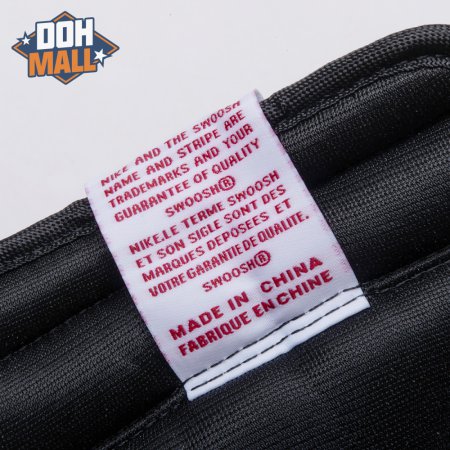 DOH
MALL
NIKE AND THE SWOOSH
NAME AND STRIPE ARE
TRADEMARKS AND YOUR
GUARANTEE OF QUALITY
SWOOSH®
NIKE.LE TERME SWOOSH
ET SON SIGLE SONT DES
MARQUES DEPOSÉES ET
VOTRE GARANTIE DE QUALITE.
SWOOSH®
MADE IN CHINA
FABRIQUE EN CHINE